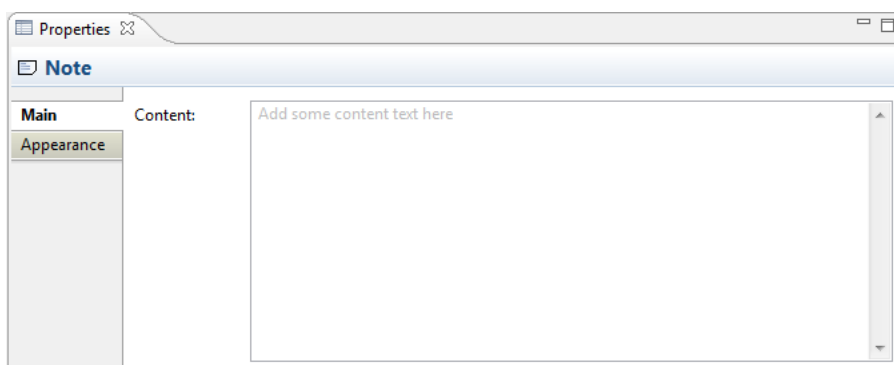 Properties
Note
Main
Content:
Add some content text here
Appearance